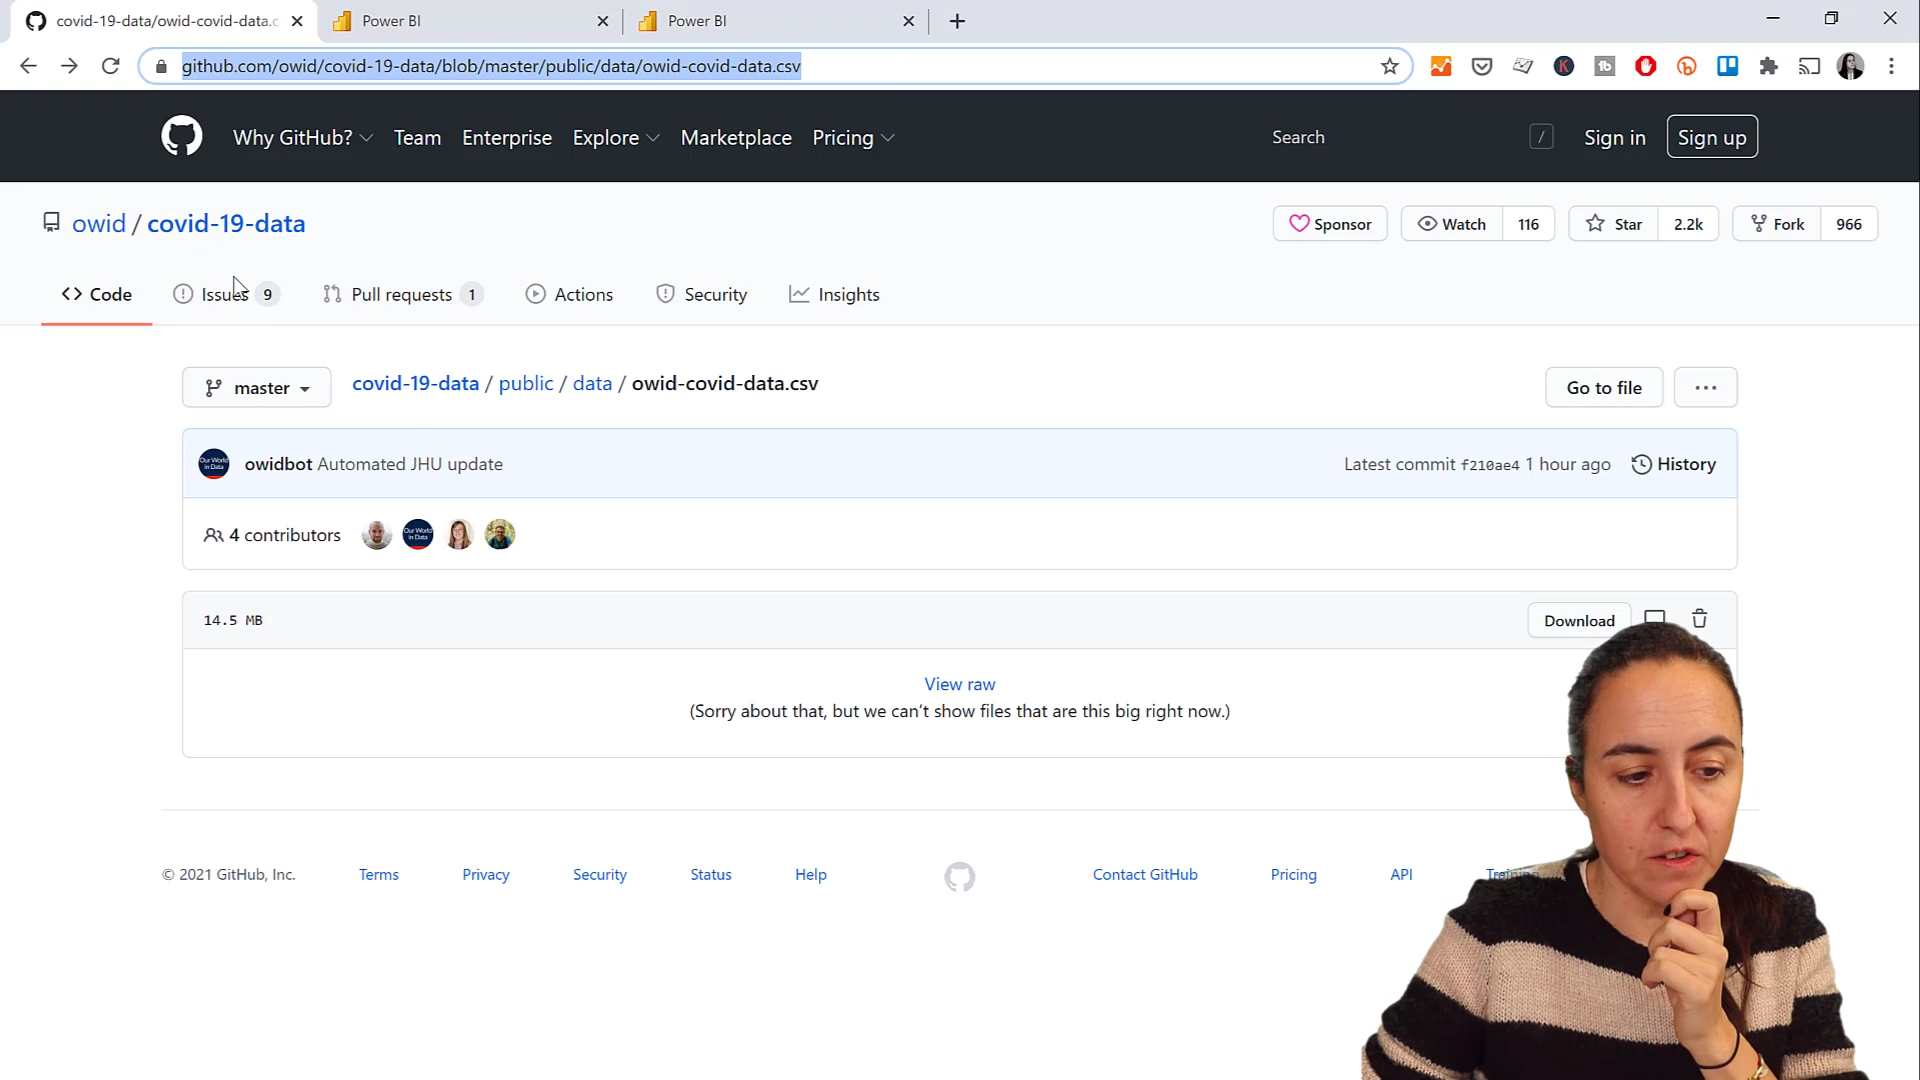 covid-19-data/owid-covid-data.c
Power BI
Power BI
github.com/owid/covid-19-data/blob/master/public/data/owid-covid-data.csv
Why GitHub? Team Enterprise Explore Marketplace Pricing Search / Sign in Sign up
owid / covid-19-data
Sponsor Watch 116 Star 2.2k Fork 966
Code Issues 9 Pull requests 1 Actions Security Insights
master covid-19-data / public / data / owid-covid-data.csv Go to file ...
owidbot Automated JHU update Latest commit f210ae4 1 hour ago History
4 contributors
14.5 MB Download
View raw
(Sorry about that, but we can't show files that are this big right now.)
© 2021 GitHub, Inc. Terms Privacy Security Status Help Contact GitHub Pricing API Training